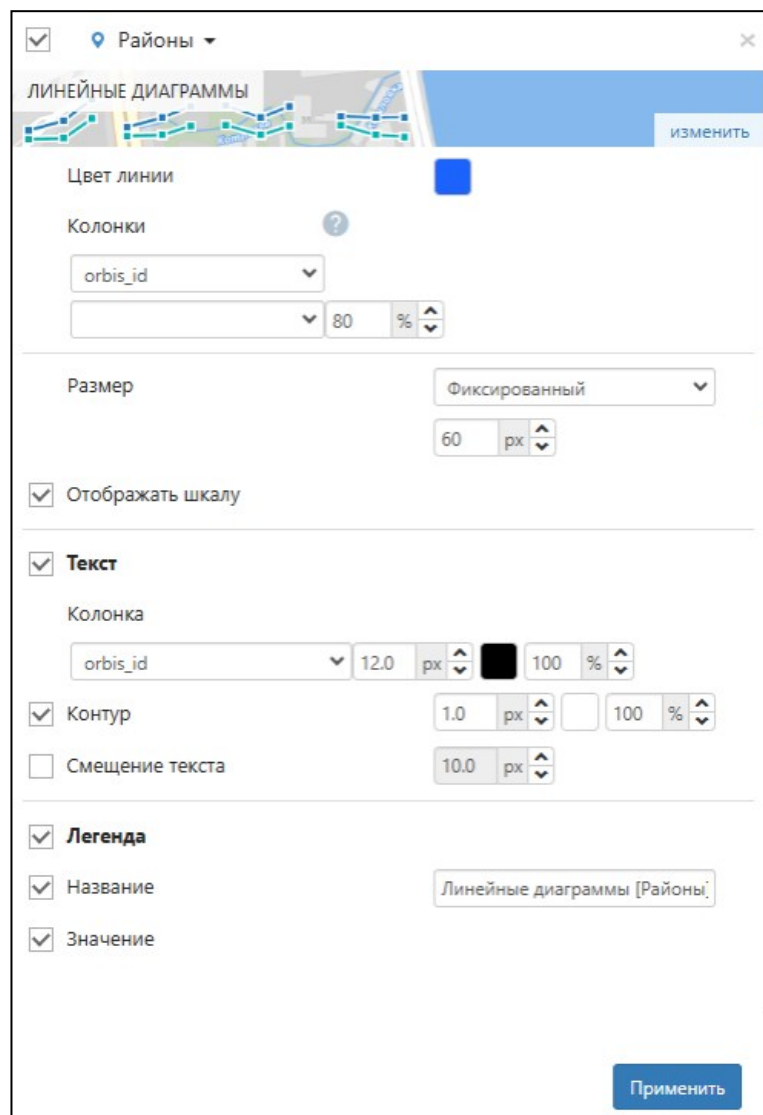 Районы
ЛИНЕЙНЫЕ ДИАГРАММЫ
изменить
Цвет линии
Колонки ?
orbis_id
80 %
Размер Фиксированный
60 px
Отображать шкалу
Текст
Колонка
orbis_id 12.0 px 100 %
Контур 1.0 px 100 %
Смещение текста 10.0 px
Легенда
Название Линейные диаграммы [Районы]
Значение
Применить